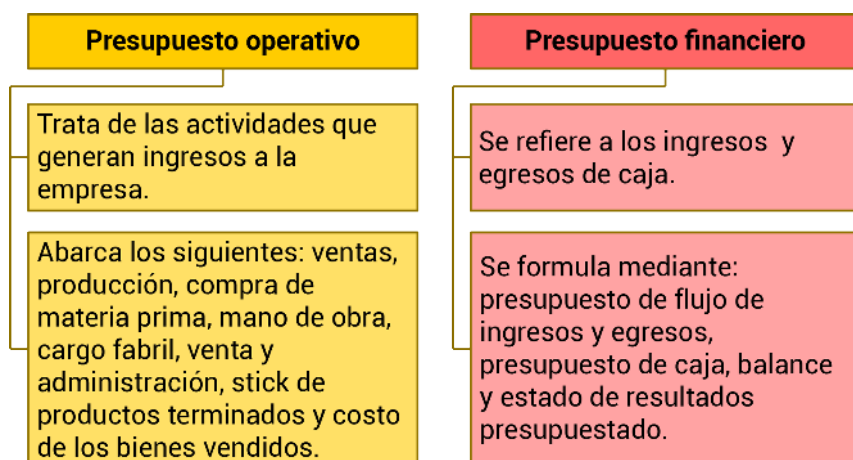 Presupuesto operativo
Trata de las actividades que
generan ingresos a la
empresa.
Abarca los siguientes: ventas,
producción, compra de
materia prima, mano de obra,
cargo fabril, venta y
administración, stick de
productos terminados y costo
de los bienes vendidos.
Presupuesto financiero
Se refiere a los ingresos y
egresos de caja.
Se formula mediante:
presupuesto de flujo de
ingresos y egresos,
presupuesto de caja, balance
y estado de resultados
presupuestado.